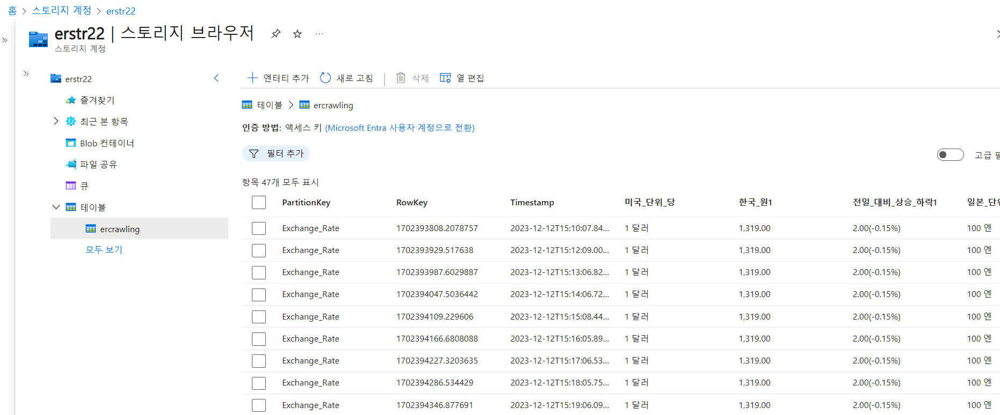 홈 > 스토리지 계정 > erstr22
erstr22 | 스토리지 브라우저 ...
스토리지 계정
erstr22
즐겨찾기
최근 본 항목
Blob 컨테이너
파일 공유
큐
테이블
ercrawling
모두 보기
엔터티 추가 새로 고침 | 삭제 열 편집
테이블 > ercrawling
인증 방법: 액세스 키 (Microsoft Entra 사용자 계정으로 전환)
필터 추가
고급
항목 47개 모두 표시
PartitionKey RowKey Timestamp 미국_단위_당 한국_원1 전일_대비_상승_하락1 일본_단위
Exchange_Rate 1702393808.2078757 2023-12-12T15:10:07.84... 1 달러 1,319.00 2.00(-0.15%) 100 엔
Exchange_Rate 1702393929.517638 2023-12-12T15:12:09.00... 1 달러 1,319.00 2.00(-0.15%) 100 엔
Exchange_Rate 1702393987.6029887 2023-12-12T15:13:06.82... 1 달러 1,319.00 2.00(-0.15%) 100 엔
Exchange_Rate 1702394047.5036442 2023-12-12T15:14:06.72... 1 달러 1,319.00 2.00(-0.15%) 100 엔
Exchange_Rate 1702394109.229606 2023-12-12T15:15:08.44... 1 달러 1,319.00 2.00(-0.15%) 100 엔
Exchange_Rate 1702394166.6808088 2023-12-12T15:16:05.89... 1 달러 1,319.00 2.00(-0.15%) 100 엔
Exchange_Rate 1702394227.3203635 2023-12-12T15:17:06.53... 1 달러 1,319.00 2.00(-0.15%) 100 엔
Exchange_Rate 1702394286.534429 2023-12-12T15:18:05.75... 1 달러 1,319.00 2.00(-0.15%) 100 엔
Exchange_Rate 1702394346.877691 2023-12-12T15:19:06.09... 1 달러 1,319.00 2.00(-0.15%) 100 엔